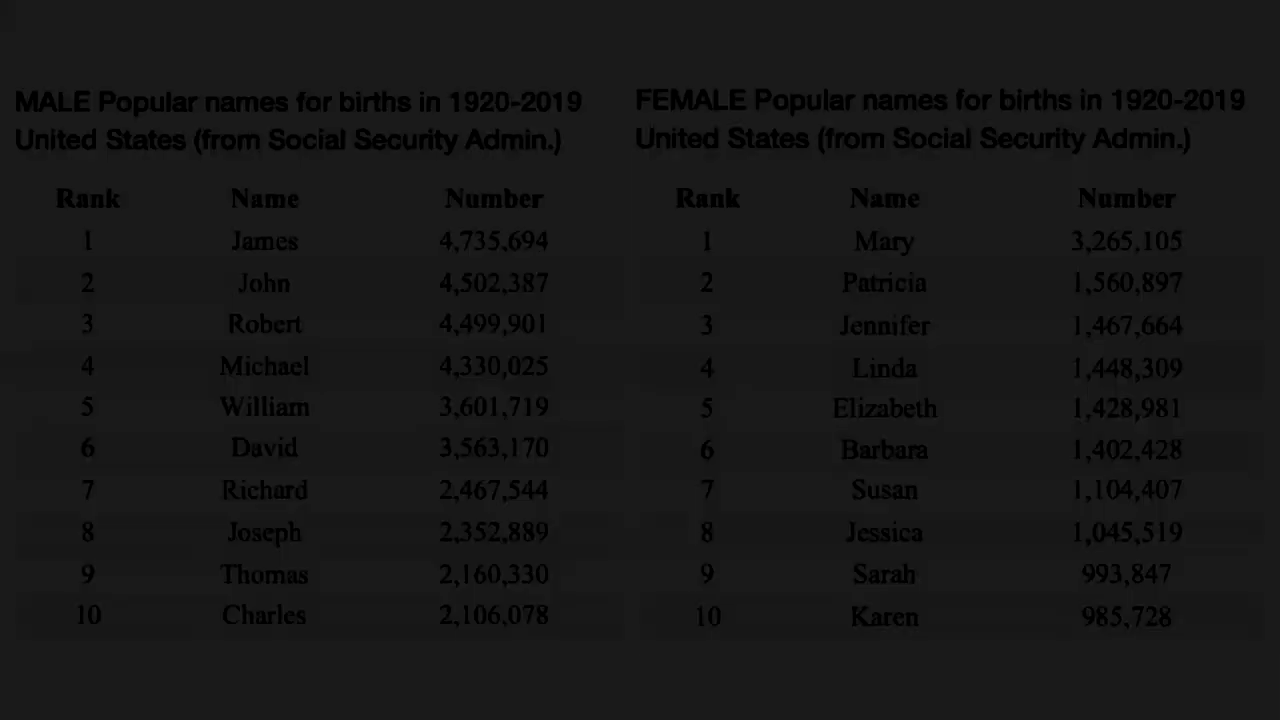 MALE Popular names for births in 1920-2019
United States (from Social Security Admin.)
Rank Name Number
1 James 4,735,694
2 John 4,502,387
3 Robert 4,499,901
4 Michael 4,330,025
5 William 3,601,719
6 David 3,563,170
7 Richard 2,467,544
8 Joseph 2,352,889
9 Thomas 2,160,330
10 Charles 2,106,078
FEMALE Popular names for births in 1920-2019
United States (from Social Security Admin.)
Rank Name Number
1 Mary 3,265,105
2 Patricia 1,560,897
3 Jennifer 1,467,664
4 Linda 1,448,309
5 Elizabeth 1,428,981
6 Barbara 1,402,428
7 Susan 1,104,407
8 Jessica 1,045,519
9 Sarah 993,847
10 Karen 985,728